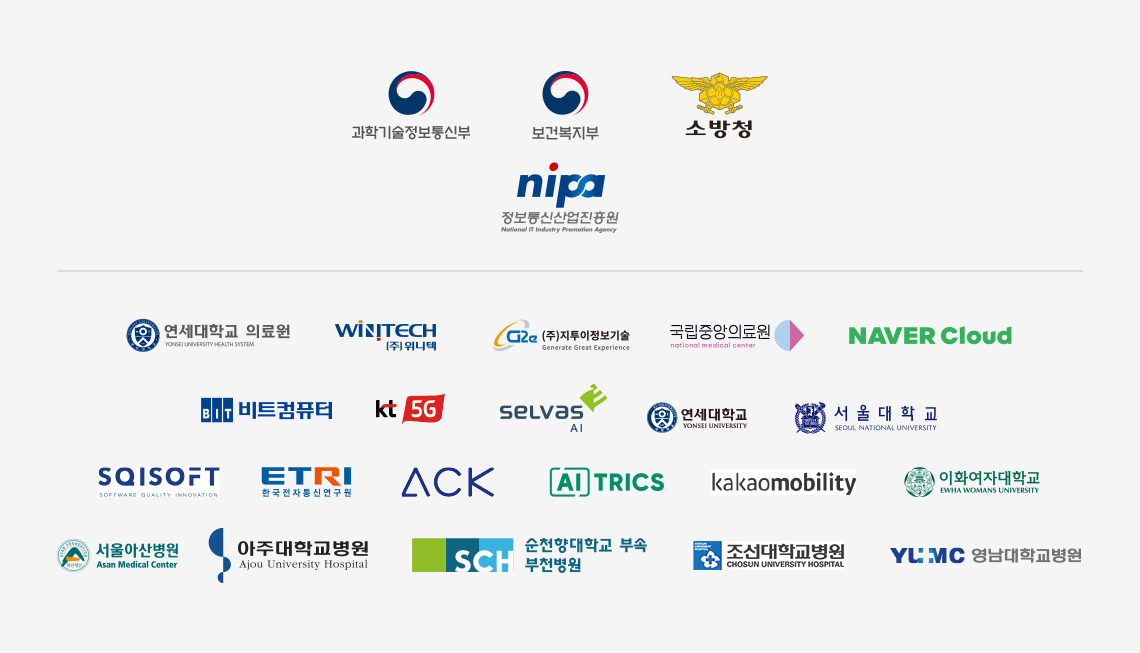 과학기술정보통신부
보건복지부
소방청
nipa
정보통신산업진흥원
National IT Industry Promotion Agency
연세대학교 의료원
YONSEI UNIVERSITY HEALTH SYSTEM
WINITECH
(주)위니텍
G2e (주)지투이정보기술
Generate Great Experience
국립중앙의료원
national medical center
NAVER Cloud
BIT 비트컴퓨터
kt 5G
selvas
AI
연세대학교
YONSEI UNIVERSITY
서울대학교
SEOUL NATIONAL UNIVERSITY
SQISOFT
SOFTWARE QUALITY INNOVATION
ETRI
한국전자통신연구원
ACK
AITRICS
kakaomobility
이화여자대학교
EWHA WOMANS UNIVERSITY
서울아산병원
Asan Medical Center
아주대학교병원
Ajou University Hospital
SCH
순천향대학교 부속
부천병원
조선대학교병원
CHOSUN UNIVERSITY HOSPITAL
YUMC 영남대학교병원